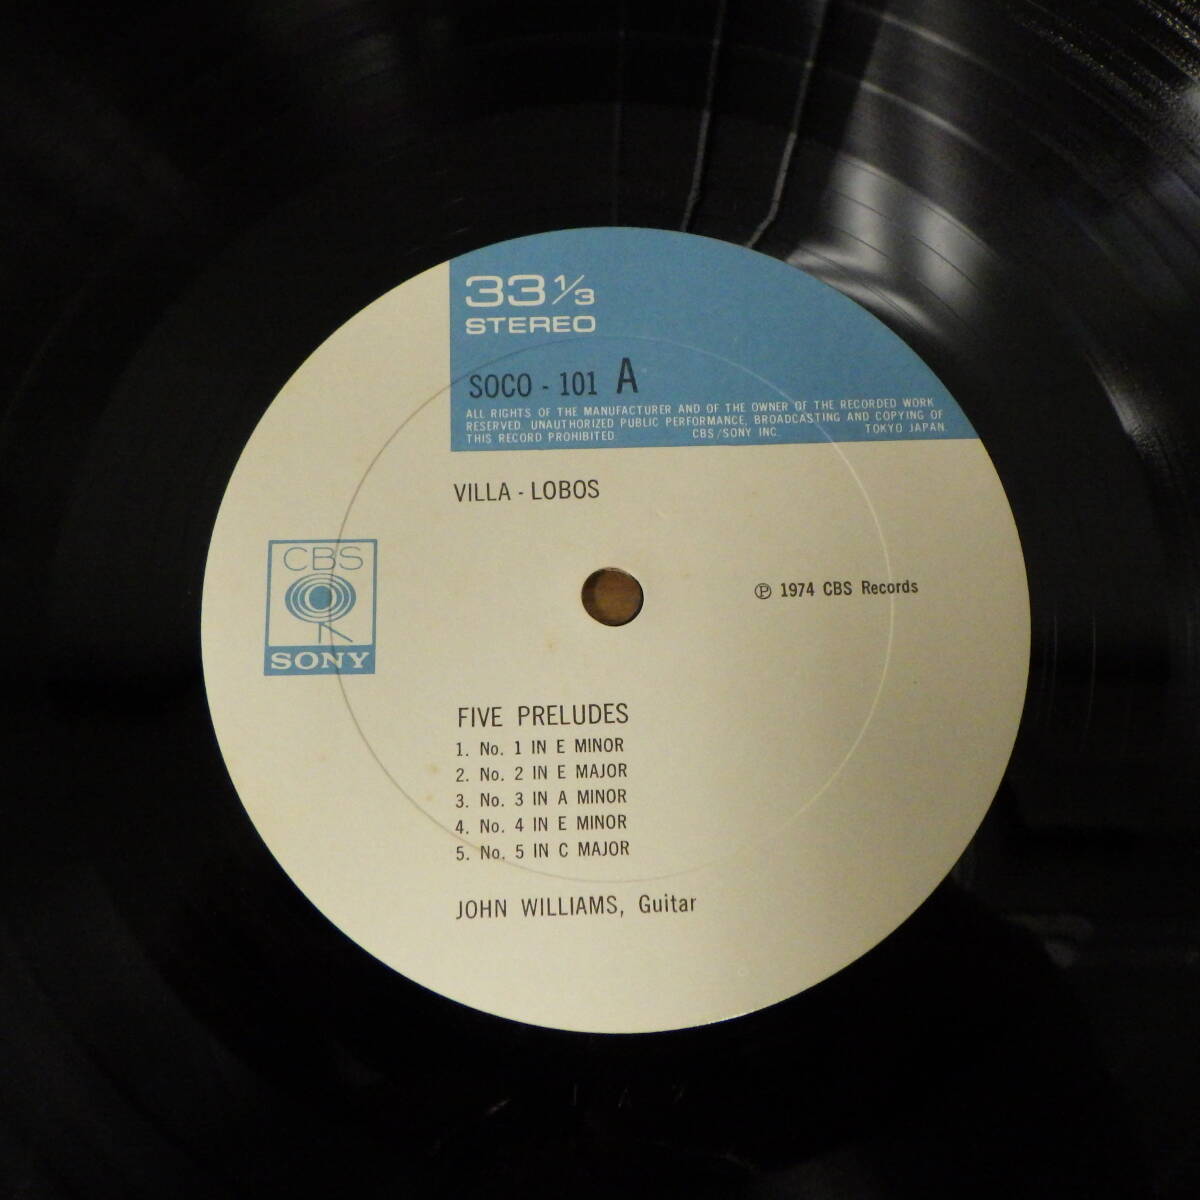 33 1/3
STEREO
SOCO - 101 A
ALL RIGHTS OF THE MANUFACTURER AND OF THE OWNER OF THE RECORDED WORK
RESERVED. UNAUTHORIZED PUBLIC PERFORMANCE, BROADCASTING AND COPYING OF
THIS RECORD PROHIBITED. CBS/SONY INC. TOKYO JAPAN.
VILLA - LOBOS
CBS
SONY
℗ 1974 CBS Records
FIVE PRELUDES
1. No. 1 IN E MINOR
2. No. 2 IN E MAJOR
3. No. 3 IN A MINOR
4. No. 4 IN E MINOR
5. No. 5 IN C MAJOR
JOHN WILLIAMS, Guitar